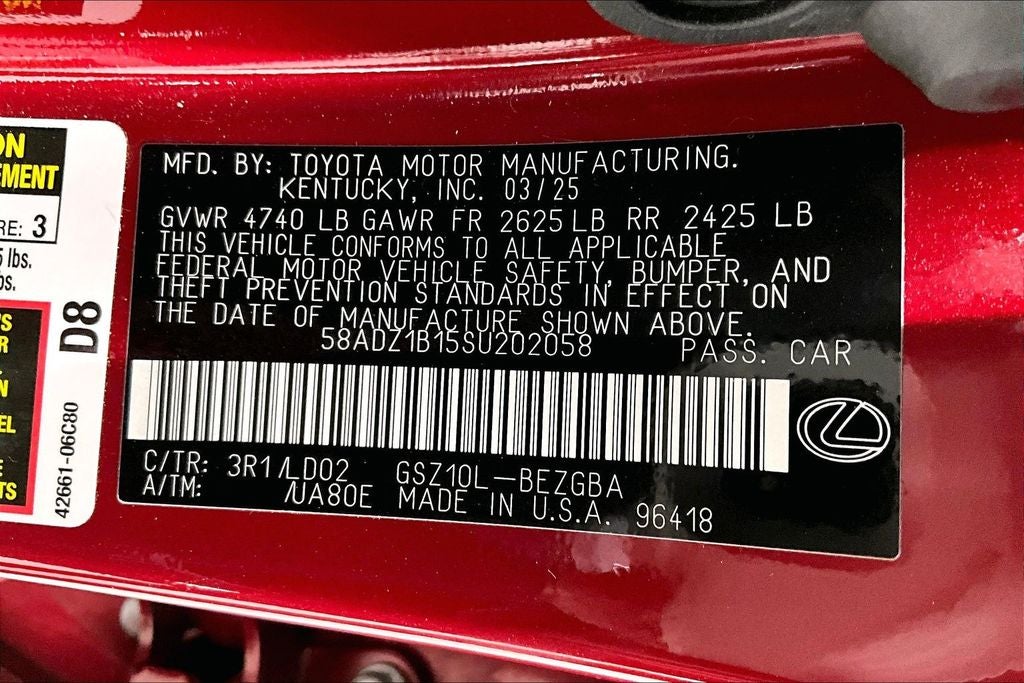 MFD. BY: TOYOTA MOTOR MANUFACTURING.
KENTUCKY, INC. 03/25
GVWR 4740 LB GAWR FR 2625 LB RR 2425 LB
THIS VEHICLE CONFORMS TO ALL APPLICABLE
FEDERAL MOTOR VEHICLE SAFETY, BUMPER, AND
THEFT PREVENTION STANDARDS IN EFFECT ON
THE DATE OF MANUFACTURE SHOWN ABOVE.
58ADZ1B15SU202058 PASS. CAR
C/TR: 3R1/LD02 GSZ10L-BEZGBA
A/TM: /UA80E MADE IN U.S.A. 96418
ON
EMENT
RE: 3
5 lbs.
bs.
D8
42661-06C80